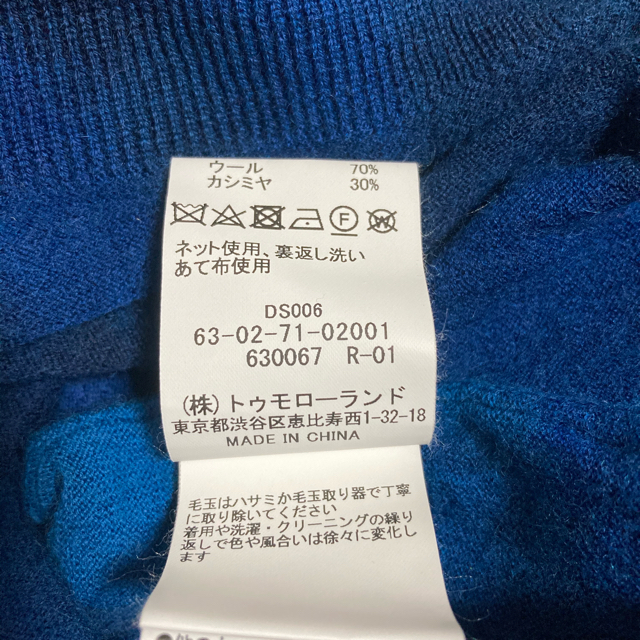 ウール 70%
カシミヤ 30%
F W
ネット使用、裏返し洗い
あて布使用
DS006
63-02-71-02001
630067 R-01
(株)トゥモローランド
東京都渋谷区恵比寿西1-32-18
MADE IN CHINA
毛玉はハサミか毛玉取り器で丁寧
に取り除いてください
着用や洗濯・クリーニングの繰り
返しで色や風合いは徐々に変化し
ます